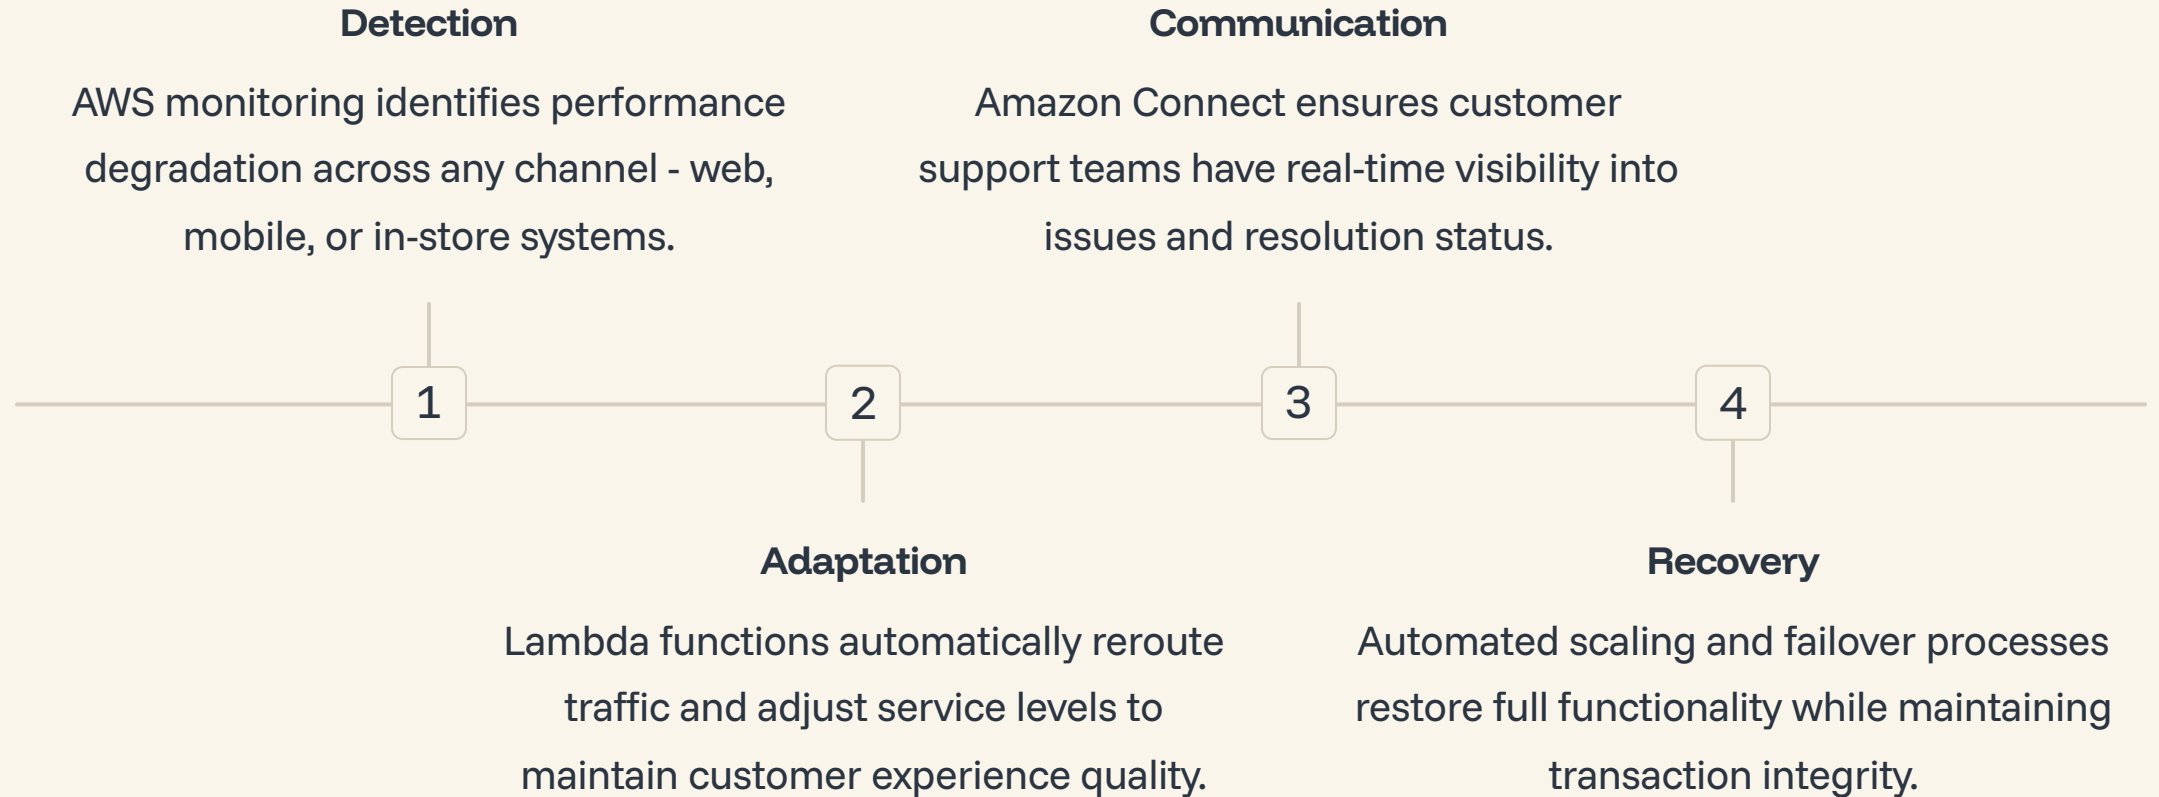 Detection
AWS monitoring identifies performance
degradation across any channel - web,
mobile, or in-store systems.
Communication
Amazon Connect ensures customer
support teams have real-time visibility into
issues and resolution status.
1
2
3
4
Adaptation
Lambda functions automatically reroute
traffic and adjust service levels to
maintain customer experience quality.
Recovery
Automated scaling and failover processes
restore full functionality while maintaining
transaction integrity.